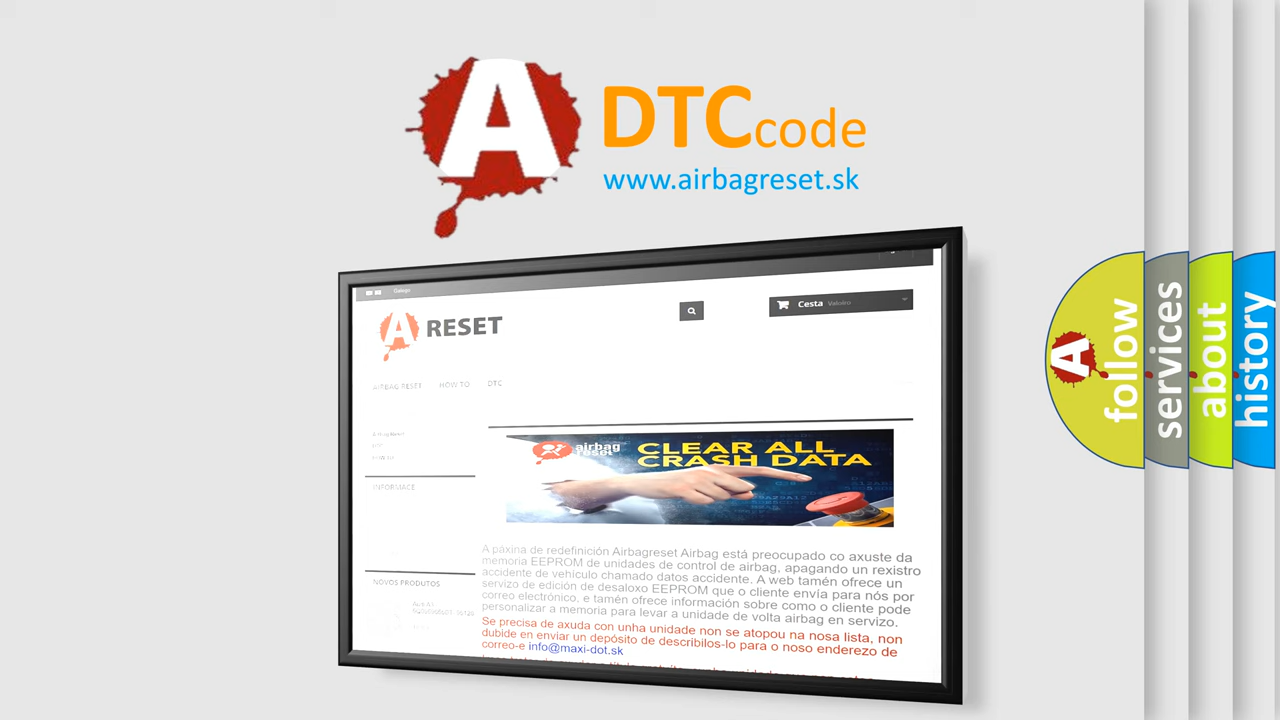 A
DTCcode
www.airbagreset.sk
Galego
A RESET
Cesta Valeiro
AIRBAG RESET HOW TO DTC
INFORMACE
airbag
reset
CLEAR ALL
CRASH DATA
A páxina de redefinición Airbagreset Airbag está preocupado co axuste da
memoria EEPROM de unidades de control de airbag, apagando un rexistro
accidente de vehículo chamado datos accidente. A web tamén ofrece un
servizo de edición de desaloxo EEPROM que o cliente envía para nós por
correo electrónico, e tamén ofrece información sobre como o cliente pode
personalizar a memoria para levar a unidade de volta airbag en servizo.
Se precisa de axuda con unha unidade non se atopou na nosa lista, non
dubide en enviar un depósito de describilos-lo para o noso enderezo de
correo-e info@maxi-dot.sk
NOVOS PRODUTOS
A
follow
services
about
history